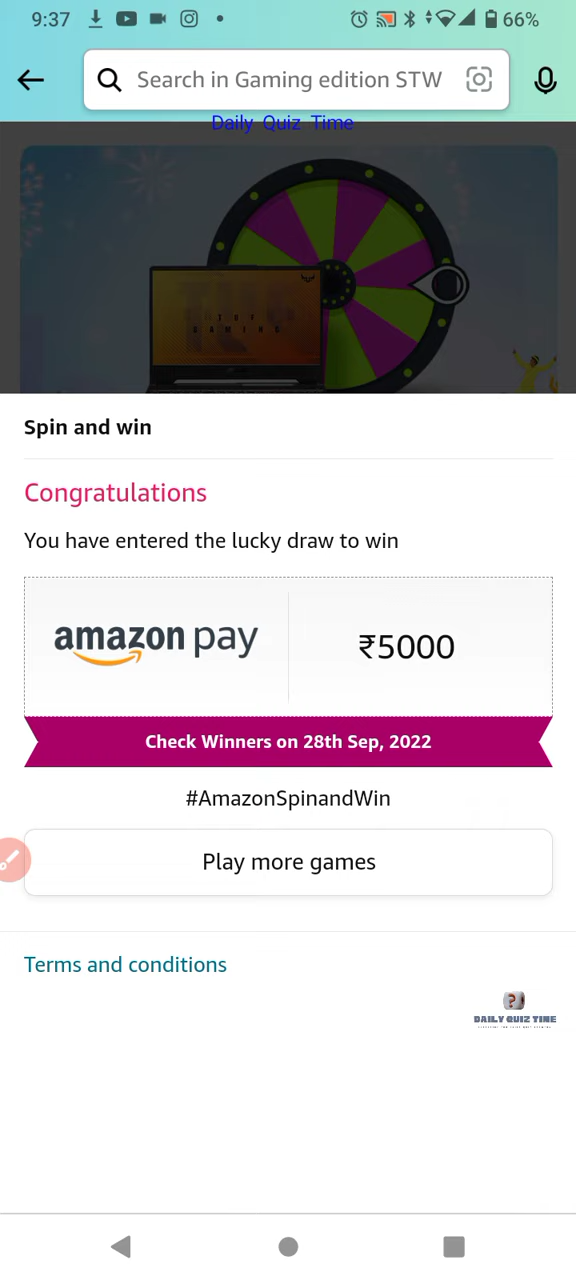 9:37
66%
Search in Gaming edition STW
Daily Quiz Time
TUF
GAMING
Spin and win
Congratulations
You have entered the lucky draw to win
amazon pay
₹5000
Check Winners on 28th Sep, 2022
#AmazonSpinandWin
Play more games
Terms and conditions
?
DAILY QUIZ TIME